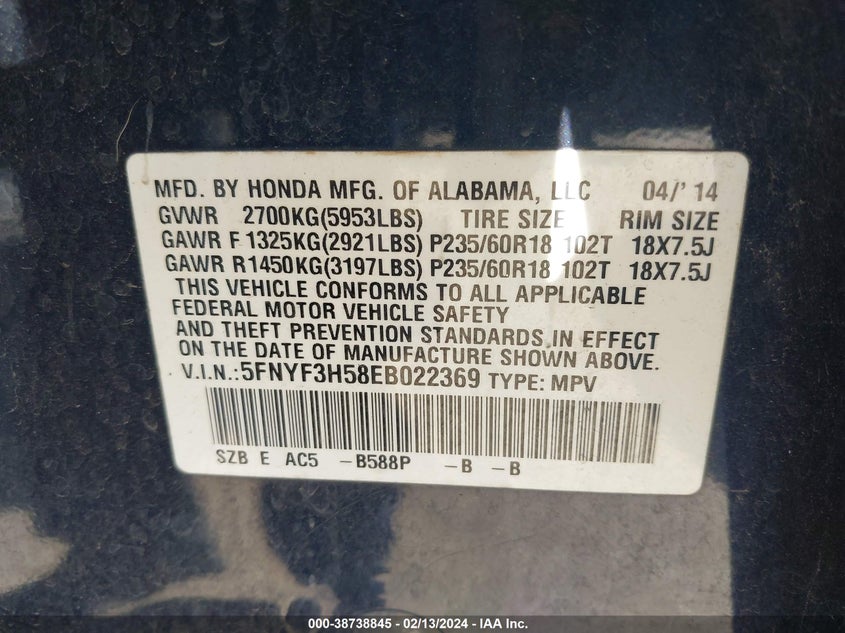 MFD. BY HONDA MFG. OF ALABAMA, LLC 04/' 14
GVWR 2700KG(5953LBS) TIRE SIZE RIM SIZE
GAWR F 1325KG(2921LBS) P235/60R18 102T 18X7.5J
GAWR R1450KG(3197LBS) P235/60R18 102T 18X7.5J
THIS VEHICLE CONFORMS TO ALL APPLICABLE
FEDERAL MOTOR VEHICLE SAFETY
AND THEFT PREVENTION STANDARDS IN EFFECT
ON THE DATE OF MANUFACTURE SHOWN ABOVE.
V.I.N.:5FNYF3H58EB022369 TYPE: MPV
SZB E AC5 -B588P -B -B
000-38738845 - 02/13/2024 - IAA Inc.